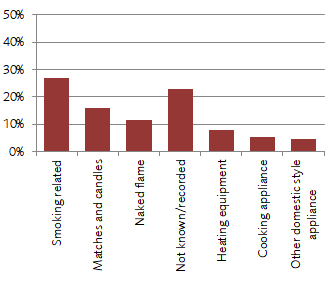 50%
40%
30%
20%
10%
0%
Smoking related
Matches and candles
Naked flame
Not known/recorded
Heating equipment
Cooking appliance
Other domestic style
appliance